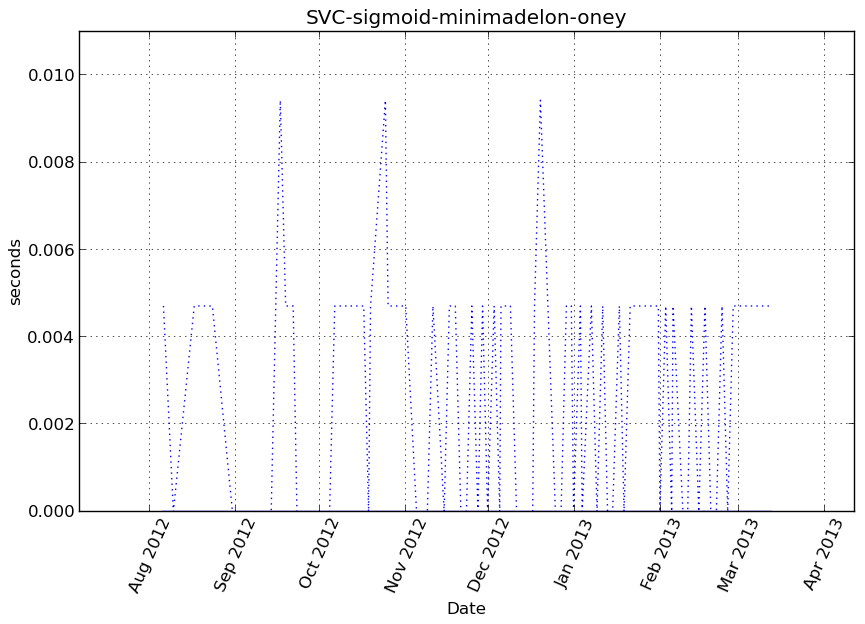 SVC-sigmoid-minimadelon-oney
0.010
0.008
0.006
0.004
0.002
0.000
seconds
Aug 2012
Sep 2012
Oct 2012
Nov 2012
Dec 2012
Jan 2013
Feb 2013
Mar 2013
Apr 2013
Date